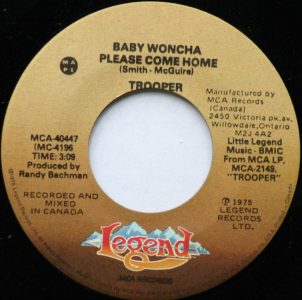 BABY WONCHA
PLEASE COME HOME
(Smith - McGuire)
TROOPER
M A
P L
MCA-40447
(MC-4196
TIME: 3:09
Produced by
Randy Bachman
RECORDED AND
MIXED
IN CANADA
Manufactured by
MCA Records
(Canada)
2450 Victoria pk.av.
Willowdale, Ontario
M2J 4A2
Little Legend
Music - BMIC
From MCA LP.
MCA-2149,
"TROOPER"
℗ 1975
LEGEND
RECORDS
LTD.
Legend
MCA RECORDS